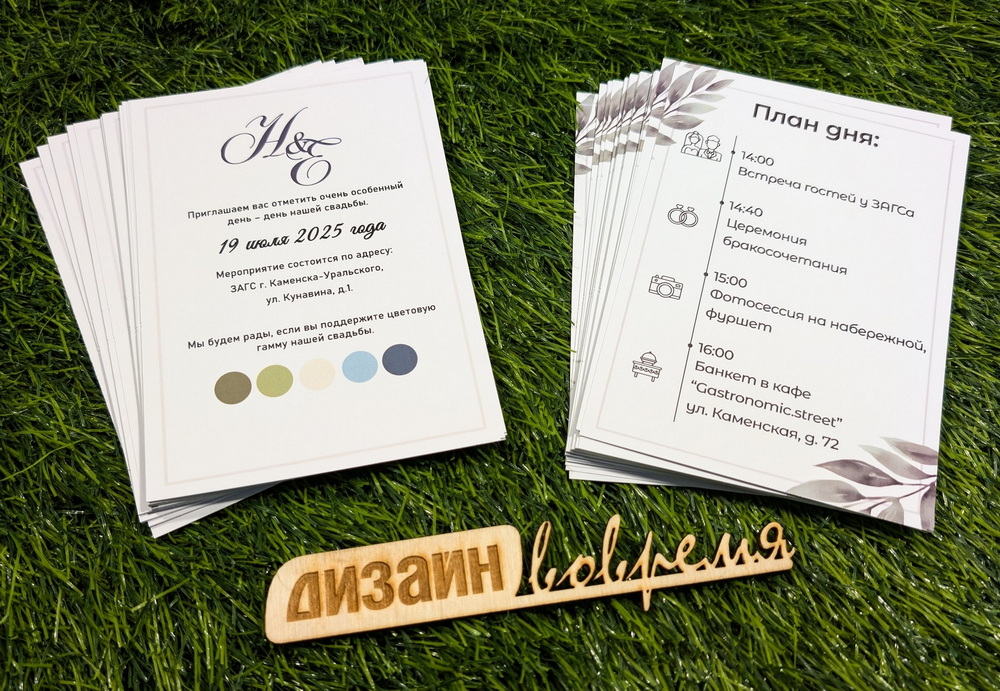 H&E
Приглашаем вас отметить очень особенный
день – день нашей свадьбы.
19 июля 2025 года
Мероприятие состоится по адресу:
ЗАГС г. Каменска-Уральского,
ул. Кунавина, д.1.
Мы будем рады, если вы поддержите цветовую
гамму нашей свадьбы.
План дня:
14:00
Встреча гостей у ЗАГСа
14:40
Церемония
бракосочетания
15:00
Фотосессия на набережной,
фуршет
16:00
Банкет в кафе
“Gastronomic.street”
ул. Каменская, д. 72
дизайн вовремя